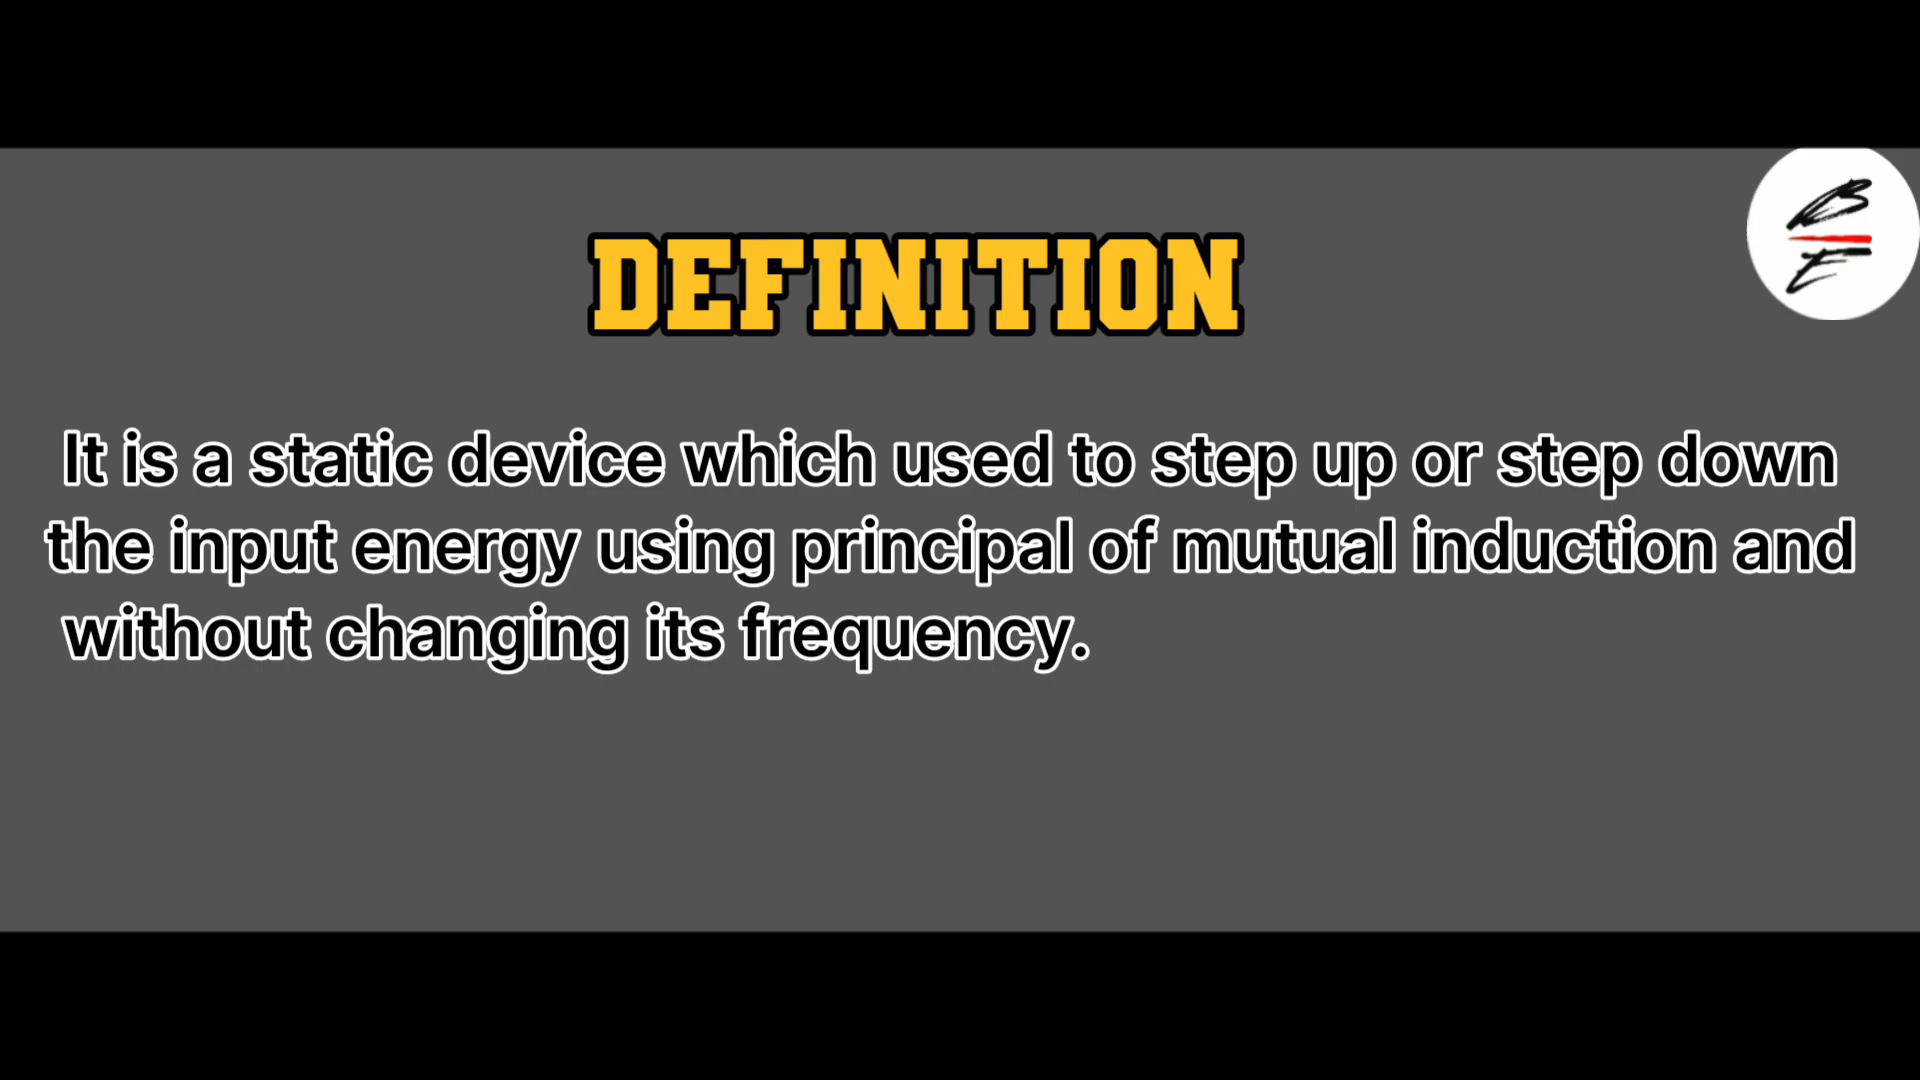 B
E
DEFINITION
It is a static device which used to step up or step down
the input energy using principal of mutual induction and
without changing its frequency.